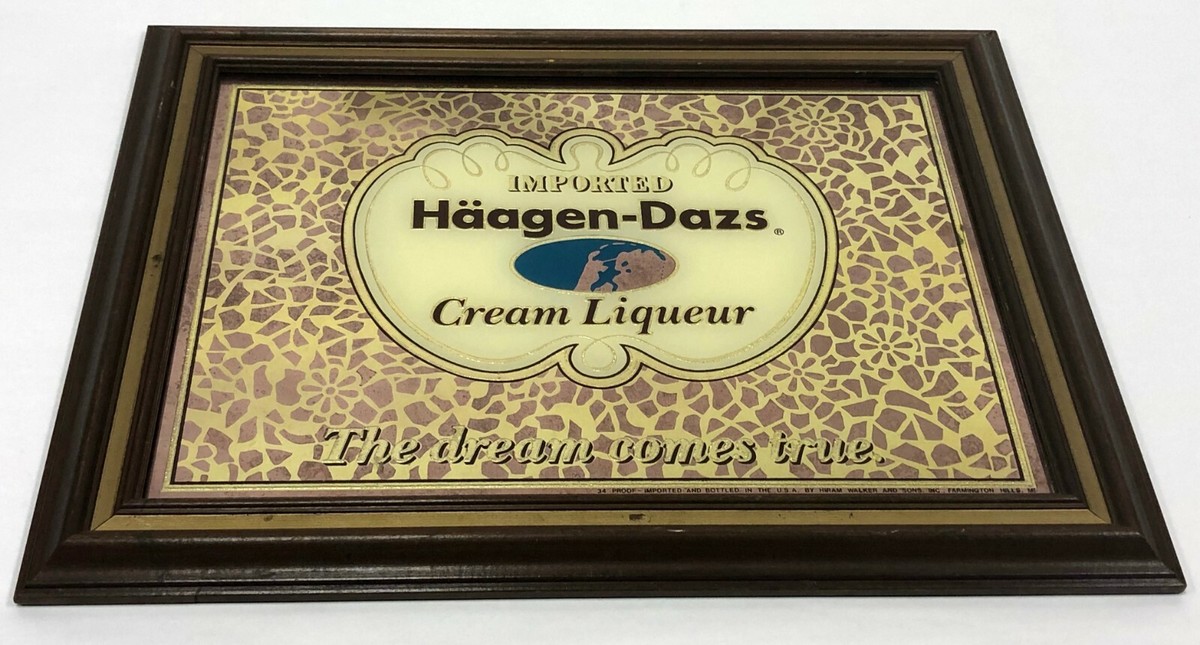 IMPORTED
Häagen-Dazs®
Cream Liqueur
The dream comes true.
34 PROOF - IMPORTED AND BOTTLED IN THE U.S.A. BY HIRAM WALKER AND SONS, INC., FARMINGTON HILLS, MI